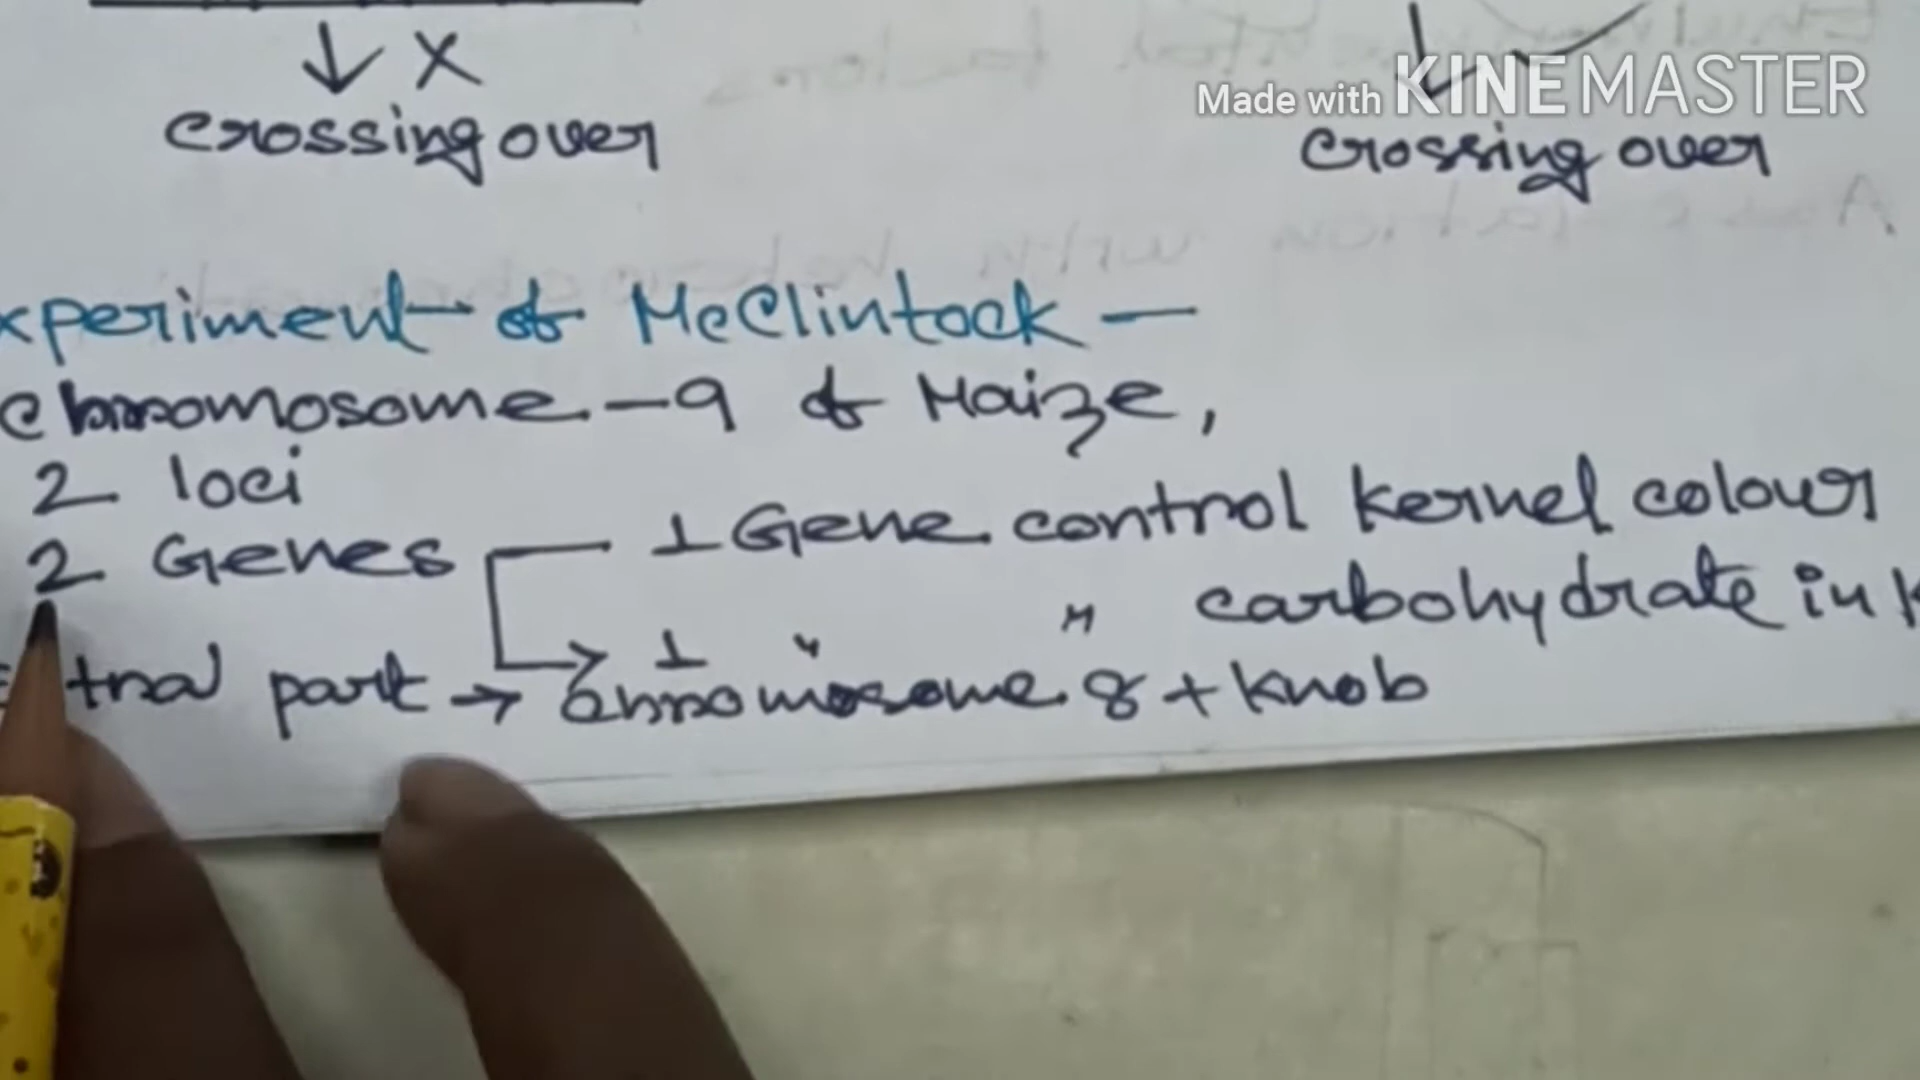 ↓ X
Made with KINEMASTER
crossing over
crossing over
xperiment of McClintock —
chromosome - 9 of Maize,
2 loci
2 Genes 1 Gene control kernel colour
1 " " carbohydrate in K
tral part → chromosome 8 + knob